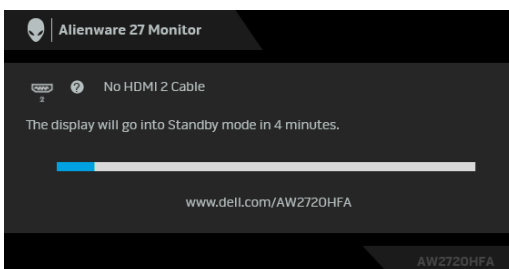 Alienware 27 Monitor
No HDMI 2 Cable
2
The display will go into Standby mode in 4 minutes.
www.dell.com/AW2720HFA
AW2720HFA